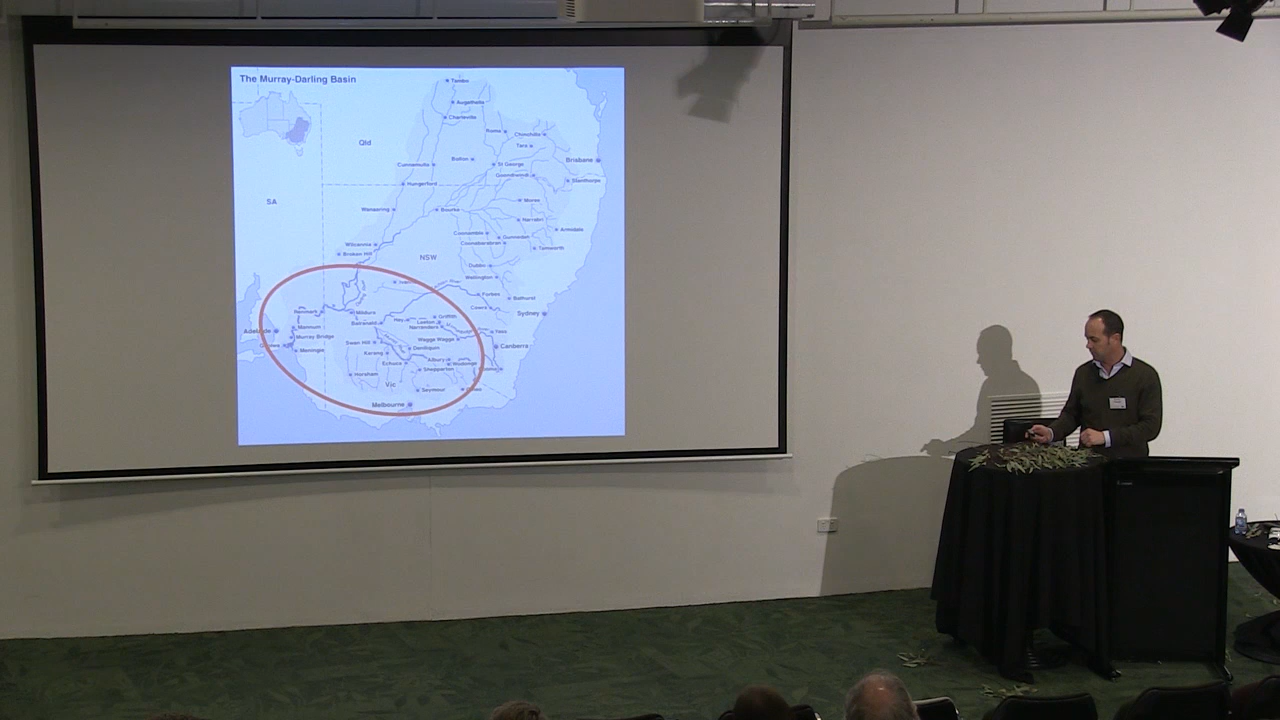 The Murray-Darling Basin
Tambo
Augathella
Charleville
Roma
Chinchilla
Tara
Qld
Bollon
Brisbane
Cunnamulla
St George
Goondiwindi
Stanthorpe
Hungerford
SA
Moree
Wanaaring
Bourke
Narrabri
Armidale
Coonamble
Gunnedah
Coonabarabran
Tamworth
Wilcannia
Broken Hill
NSW
Dubbo
Wellington
Forbes
Bathurst
Cowra
Renmark
Mildura
Sydney
Griffith
Hay
Leeton
Balranald
Narrandera
Adelaide
Mannum
Yass
Murray Bridge
Wagga Wagga
Swan Hill
Canberra
Meningie
Deniliquin
Kerang
Albury
Echuca
Wodonga
Shepparton
Horsham
Vic
Seymour
Melbourne